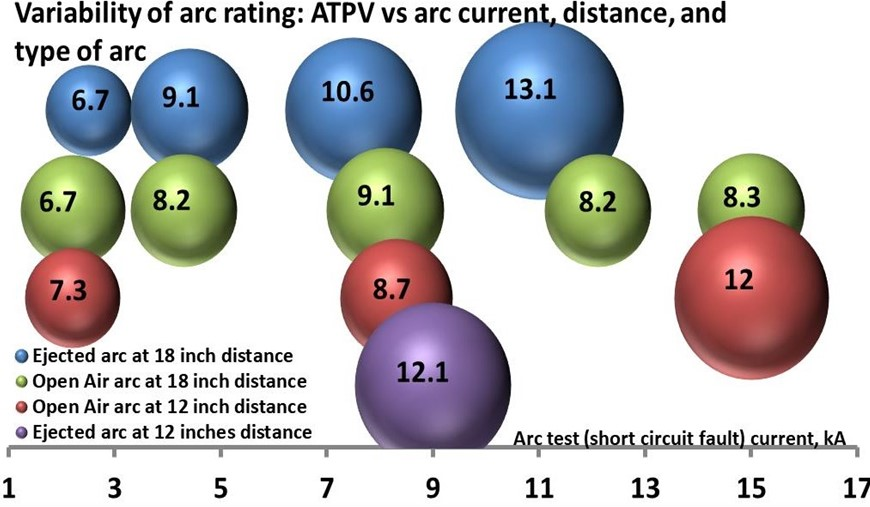 Variability of arc rating: ATPV vs arc current, distance, and
type of arc
6.7
9.1
10.6
13.1
6.7
8.2
9.1
8.2
8.3
7.3
8.7
12
12.1
Ejected arc at 18 inch distance
Open Air arc at 18 inch distance
Open Air arc at 12 inch distance
Ejected arc at 12 inches distance
Arc test (short circuit fault) current, kA
1 3 5 7 9 11 13 15 17